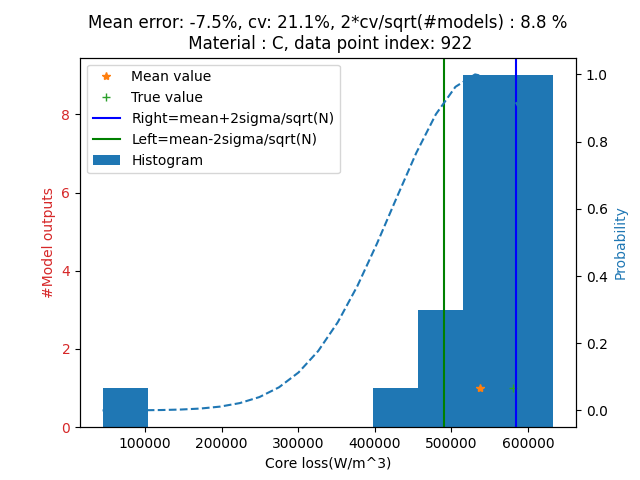 Mean error: -7.5%, cv: 21.1%, 2*cv/sqrt(#models) : 8.8 %
Material : C, data point index: 922
Mean value
True value
Right=mean+2sigma/sqrt(N)
Left=mean-2sigma/sqrt(N)
Histogram
#Model outputs
8
6
4
2
0
Probability
1.0
0.8
0.6
0.4
0.2
0.0
100000 200000 300000 400000 500000 600000
Core loss(W/m^3)